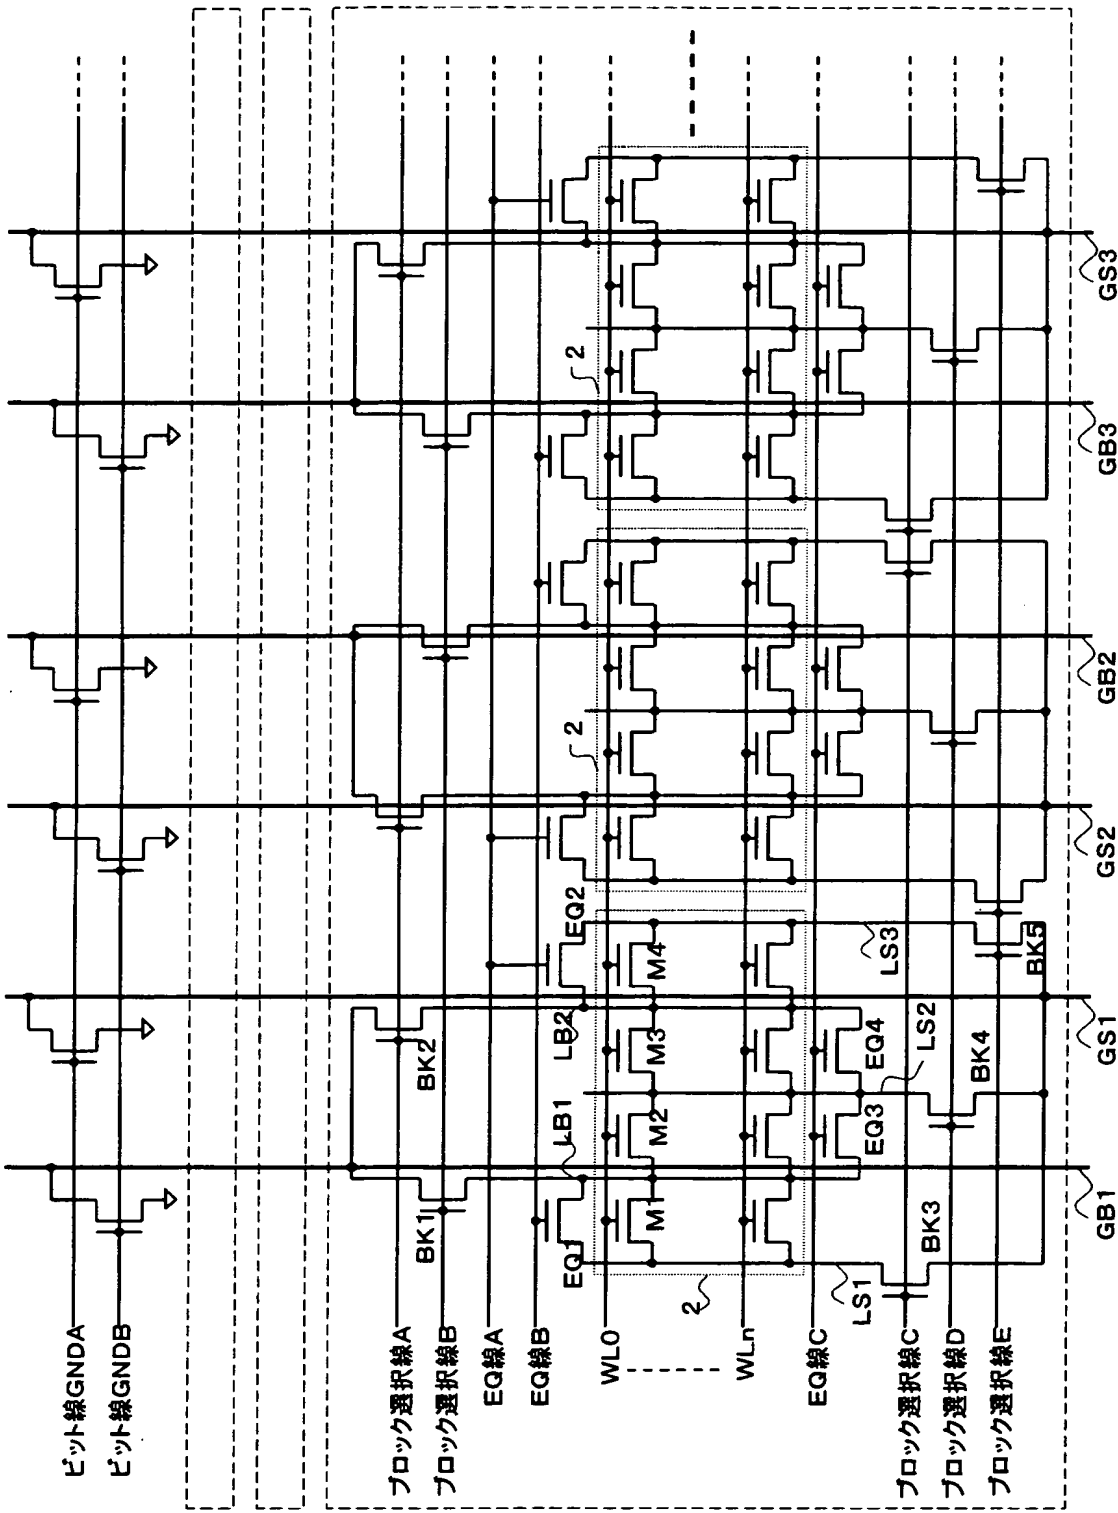 ビット線GNDA
ビット線GNDB
ブロック選択線A
ブロック選択線B
EQ線A
EQ線B
WL0
WLn
EQ線C
ブロック選択線C
ブロック選択線D
ブロック選択線E
BK1
BK2
EQ1
LB1
LB2
EQ2
M1
M2
M3
M4
2
2
2
EQ3
EQ4
LS1
LS2
LS3
BK3
BK4
BK5
GB1
GS1
GS2
GB2
GB3
GS3